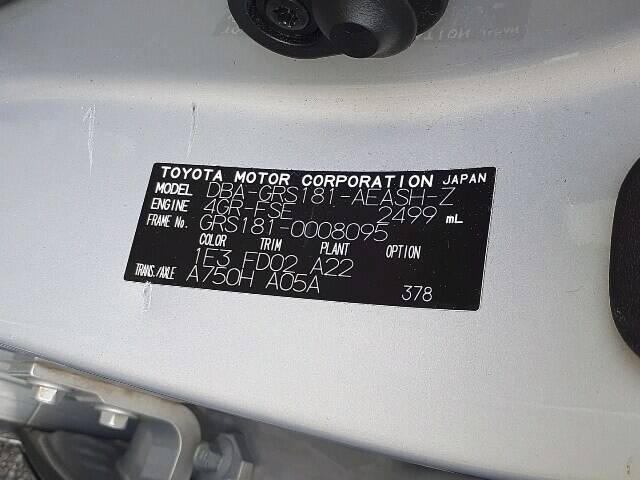 TOYOTA MOTOR CORPORATION JAPAN
MODEL DBA-GRS181-AEASH-Z
ENGINE 4GR-FSE 2499 mL
FRAME No. GRS181-0008095
COLOR TRIM PLANT OPTION
1E3 FD02 A22
TRANS./AXLE A750H A05A
378